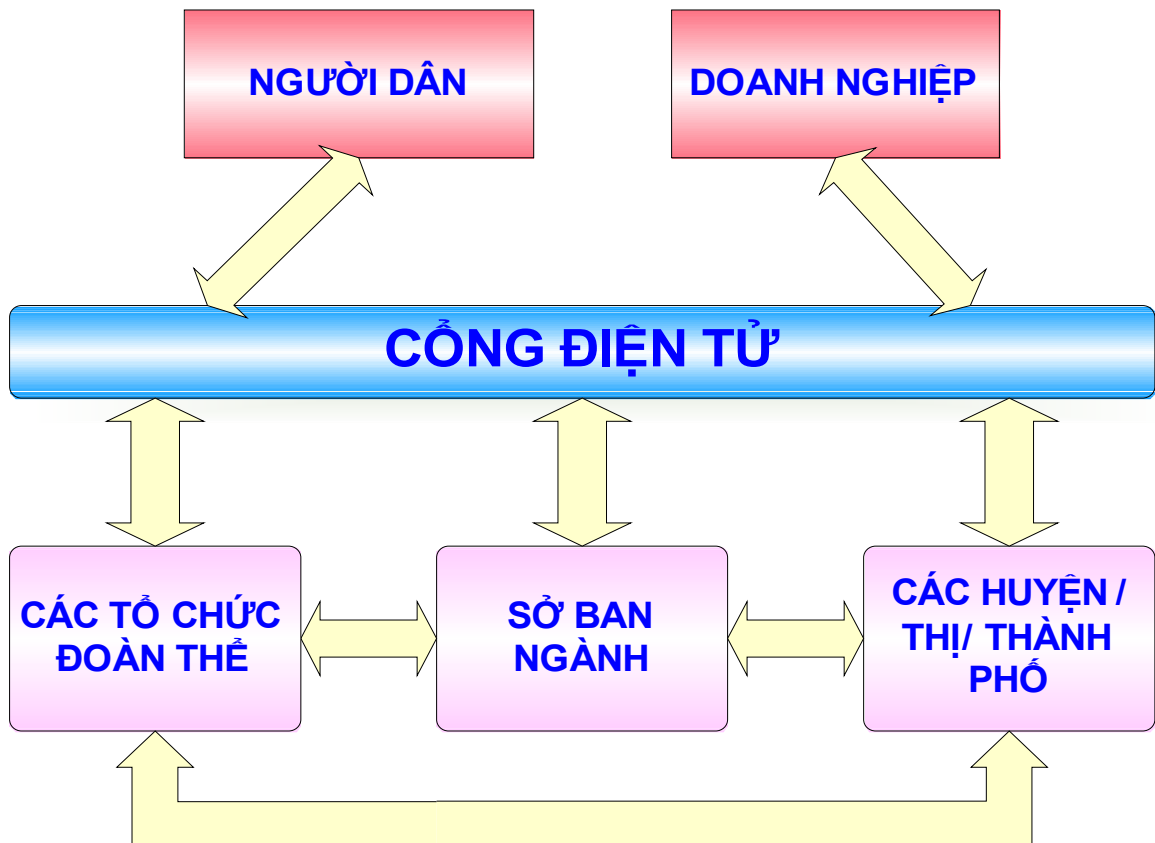 NGƯỜI DÂN
DOANH NGHIỆP
CỔNG ĐIỆN TỬ
CÁC TỔ CHỨC
ĐOÀN THỂ
SỞ BAN
NGÀNH
CÁC HUYỆN /
THỊ/ THÀNH
PHỐ